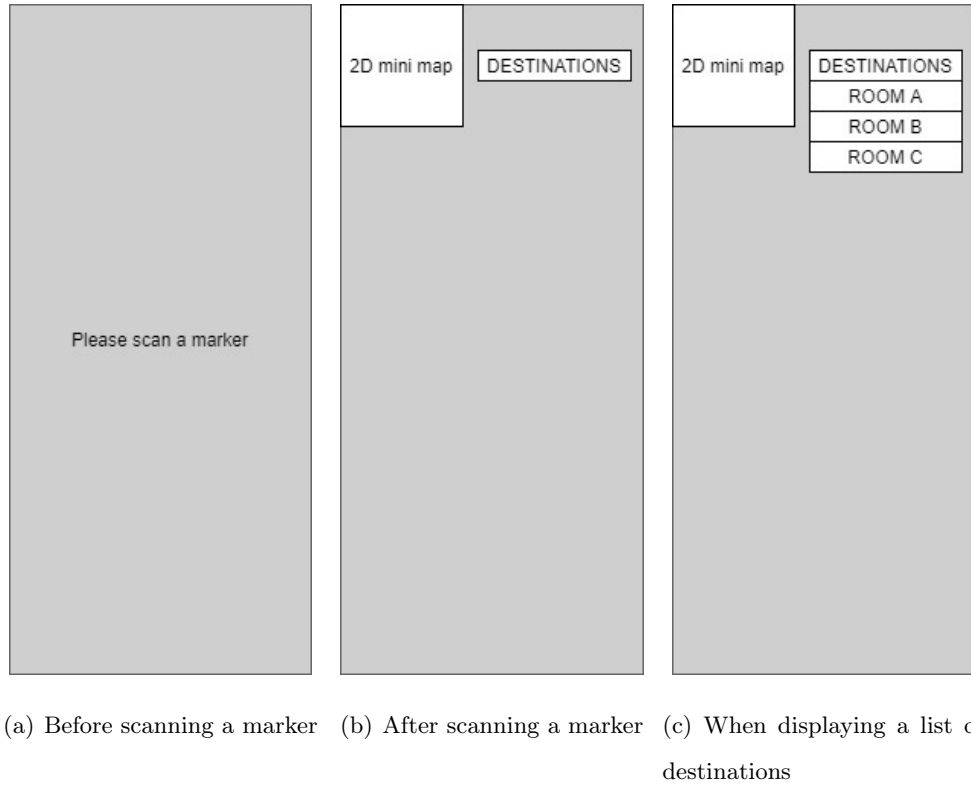 Please scan a marker
2D mini map
DESTINATIONS
2D mini map
DESTINATIONS
ROOM A
ROOM B
ROOM C
(a) Before scanning a marker
(b) After scanning a marker
(c) When displaying a list
destinations